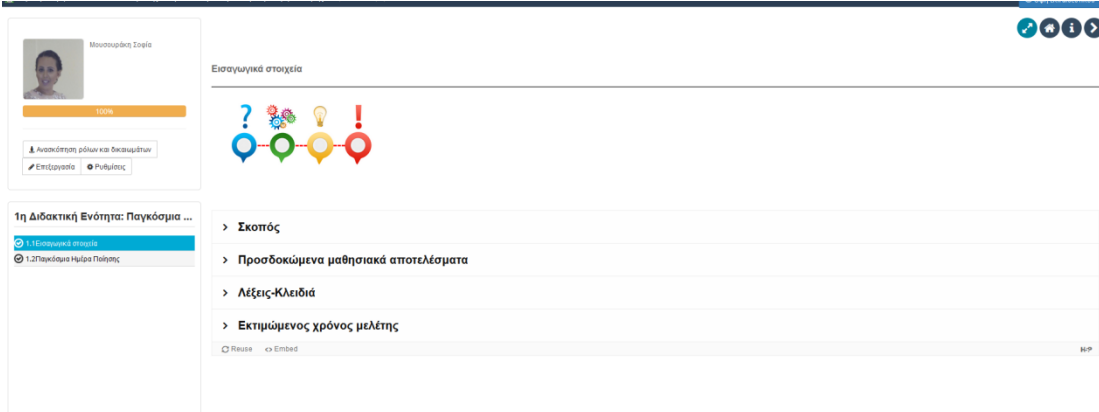 Μουσουράκη Σοφία
100%
Ανασκόπηση ρόλων και δικαιωμάτων
Επεξεργασία Ρυθμίσεις
1η Διδακτική Ενότητα: Παγκόσμια ...
1.1Εισαγωγικά στοιχεία
1.2Παγκόσμια Ημέρα Ποίησης
Εισαγωγικά στοιχεία
Σκοπός
Προσδοκώμενα μαθησιακά αποτελέσματα
Λέξεις-Κλειδιά
Εκτιμώμενος χρόνος μελέτης
Reuse Embed
H5P